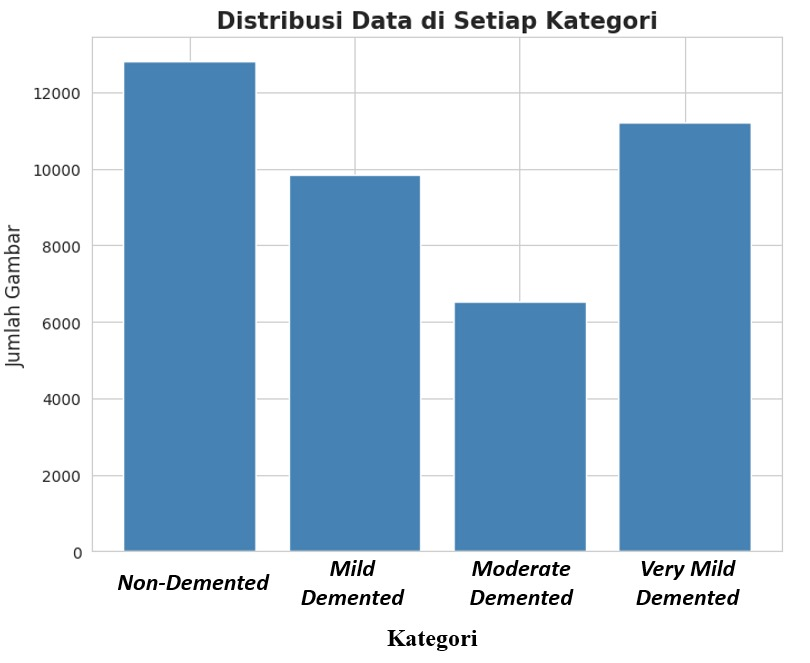 Distribusi Data di Setiap Kategori
Jumlah Gambar
12000
10000
8000
6000
4000
2000
0
Non-Demented
Mild
Demented
Moderate
Demented
Very Mild
Demented
Kategori